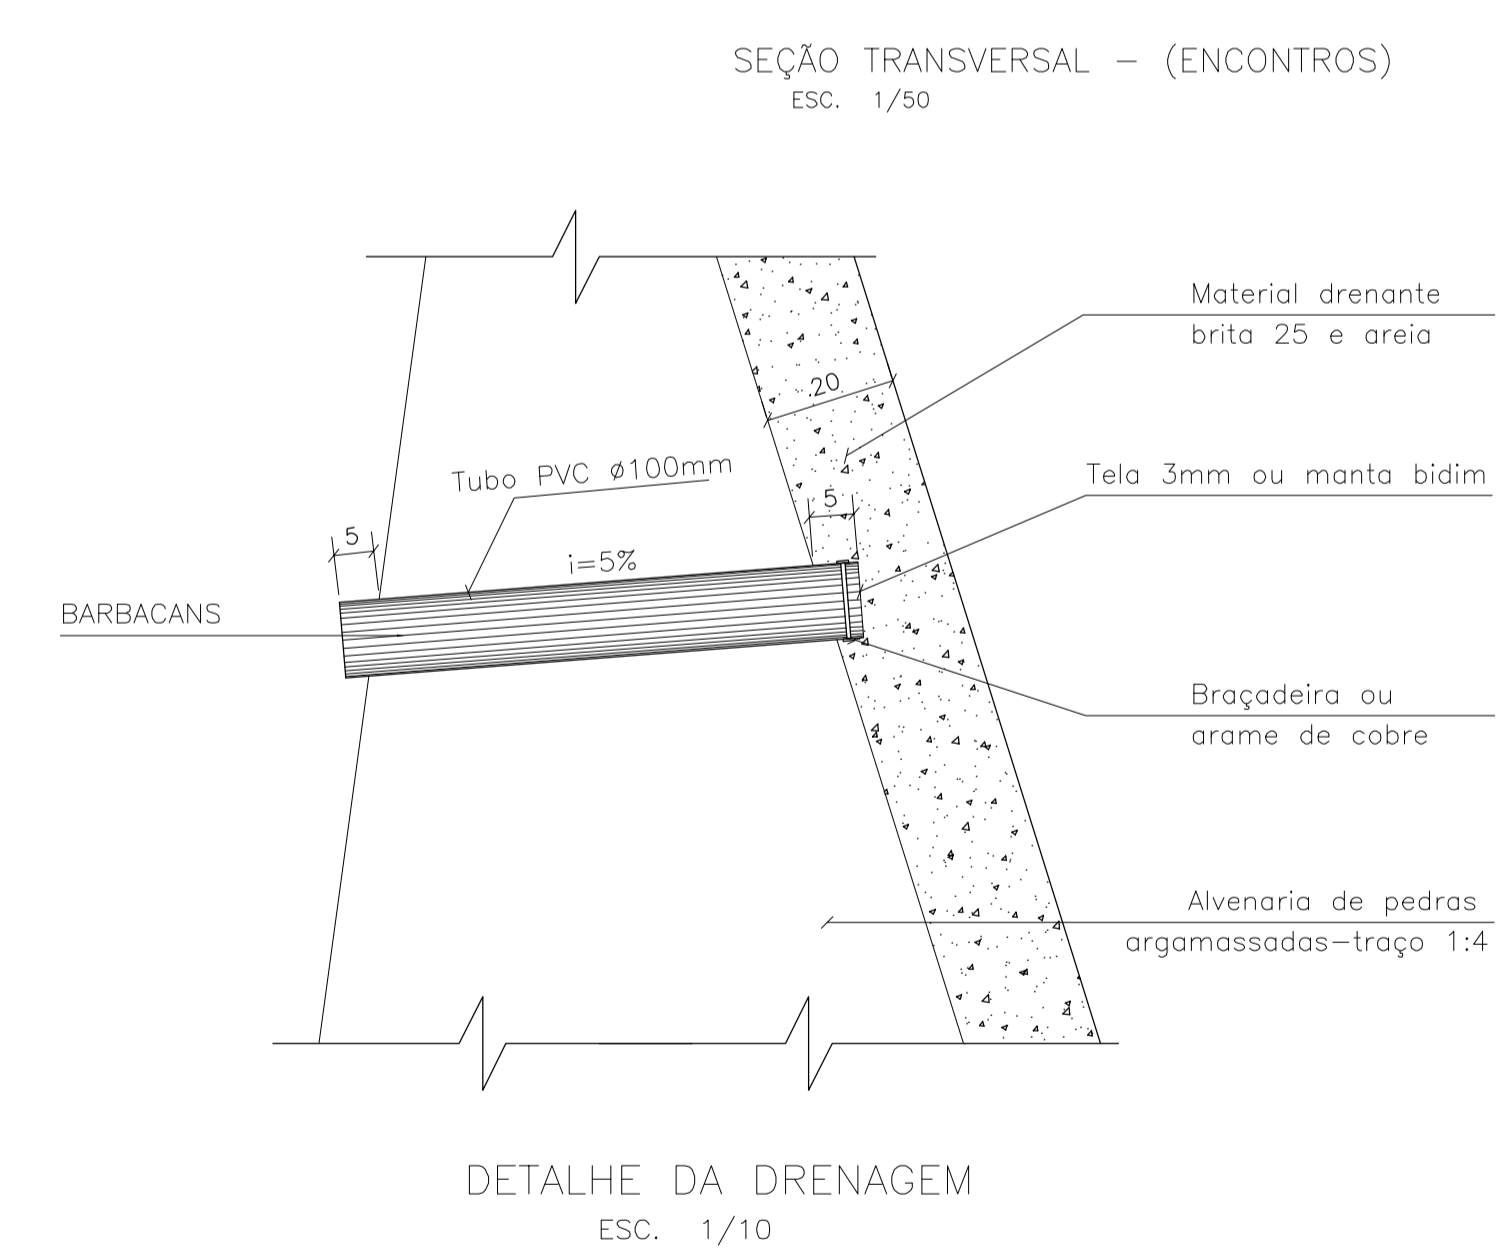 SEÇÃO TRANSVERSAL - (ENCONTROS)
ESC. 1/50
Material drenante
brita 25 e areia
20
Tubo PVC ø100mm
Tela 3mm ou manta bidim
5
5
i=5%
BARBACANS
Braçadeira ou
arame de cobre
Alvenaria de pedras
argamassadas-traço 1:4
DETALHE DA DRENAGEM
ESC. 1/10